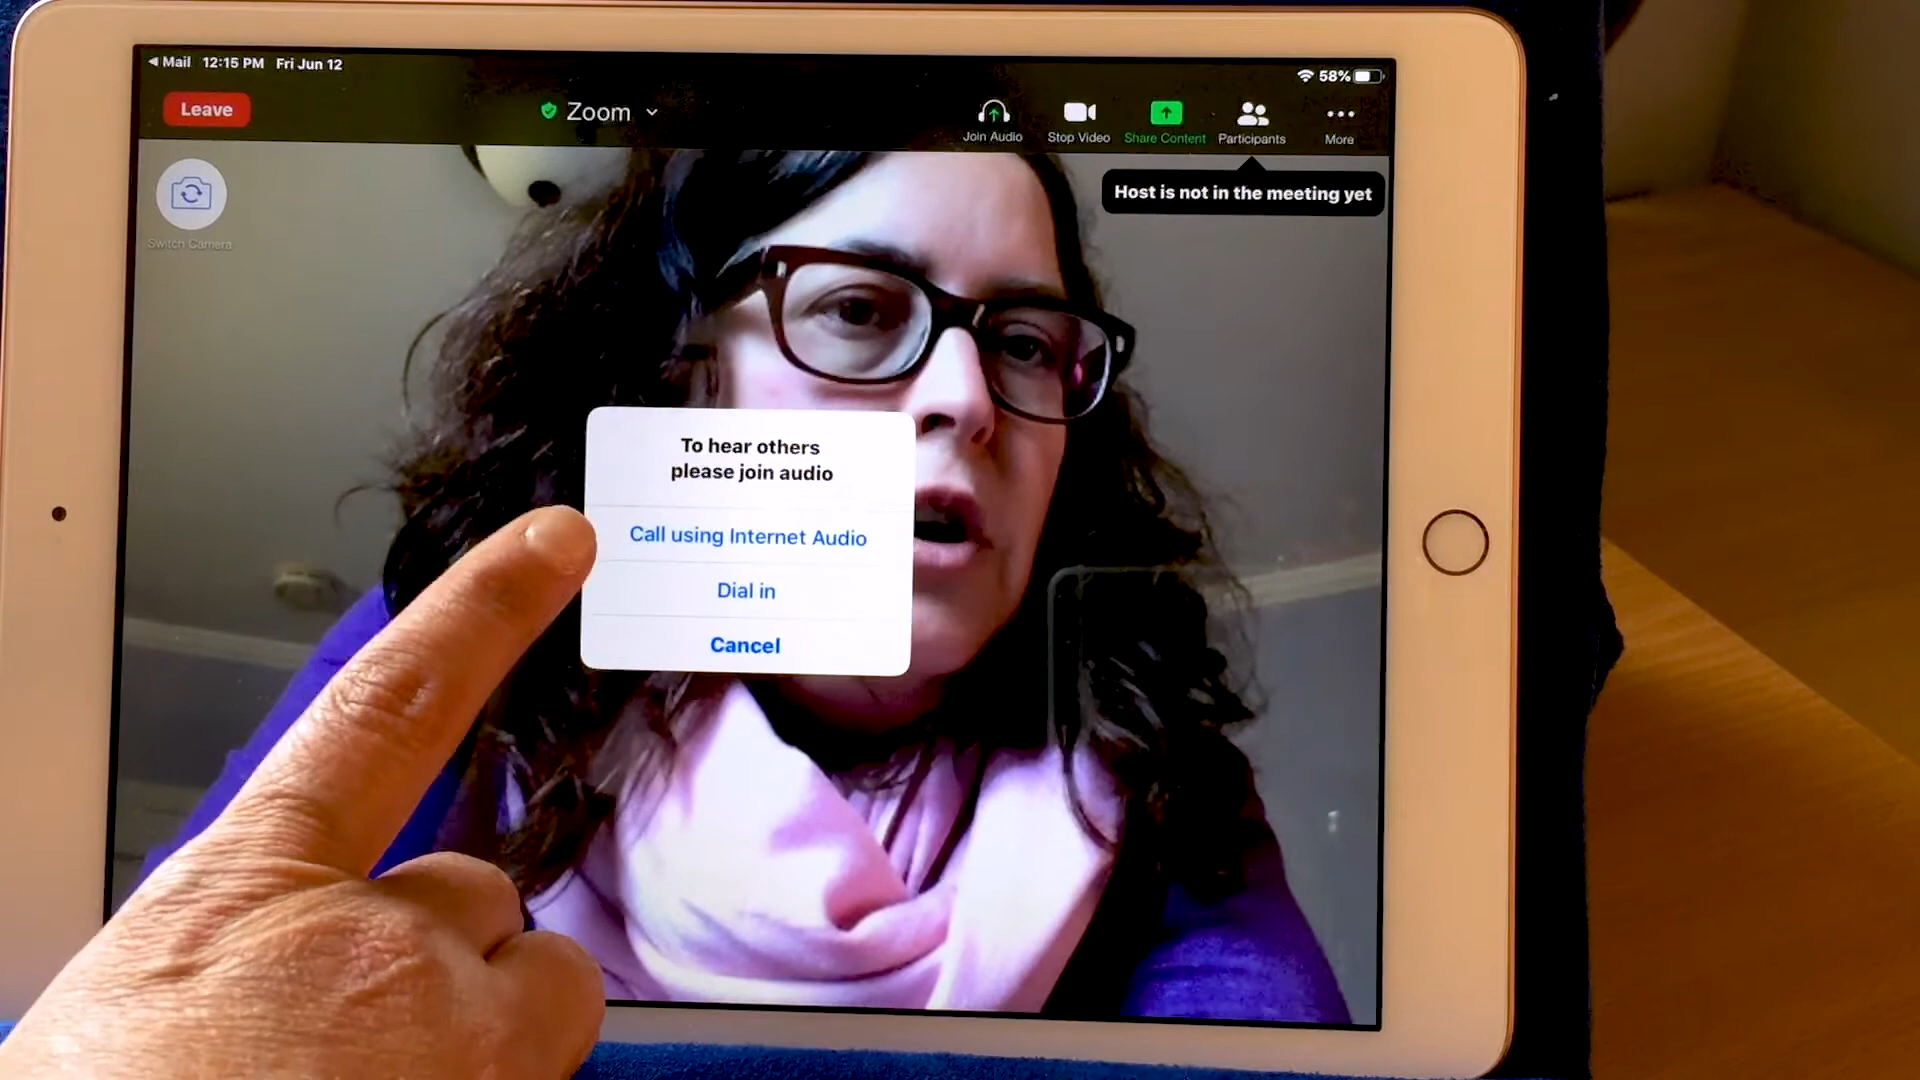 Mail 12:15 PM Fri Jun 12
58%
Leave
Zoom
Join Audio
Stop Video
Share Content
Participants
More
Host is not in the meeting yet
Switch Camera
To hear others
please join audio
Call using Internet Audio
Dial in
Cancel